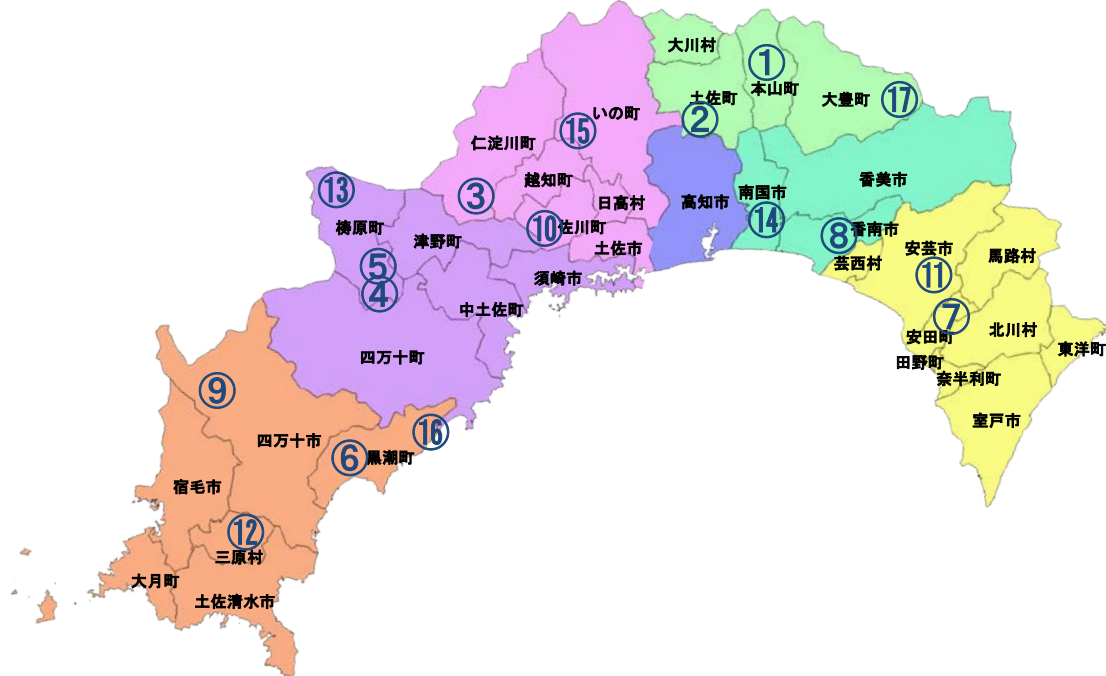 大川村
①
本山町
土佐町
②
大豊町
⑰
いの町
⑮
仁淀川町
③
越知町
日高村
⑩
佐川町
土佐市
高知市
南国市
⑭
香美市
⑧
香南市
⑬
梼原町
津野町
⑤
④
須崎市
中土佐町
四万十町
芸西村
安芸市
⑪
馬路村
⑦
安田町
北川村
田野町
奈半利町
東洋町
室戸市
⑨
四万十市
⑯
⑥
黒潮町
宿毛市
⑫
三原村
大月町
土佐清水市